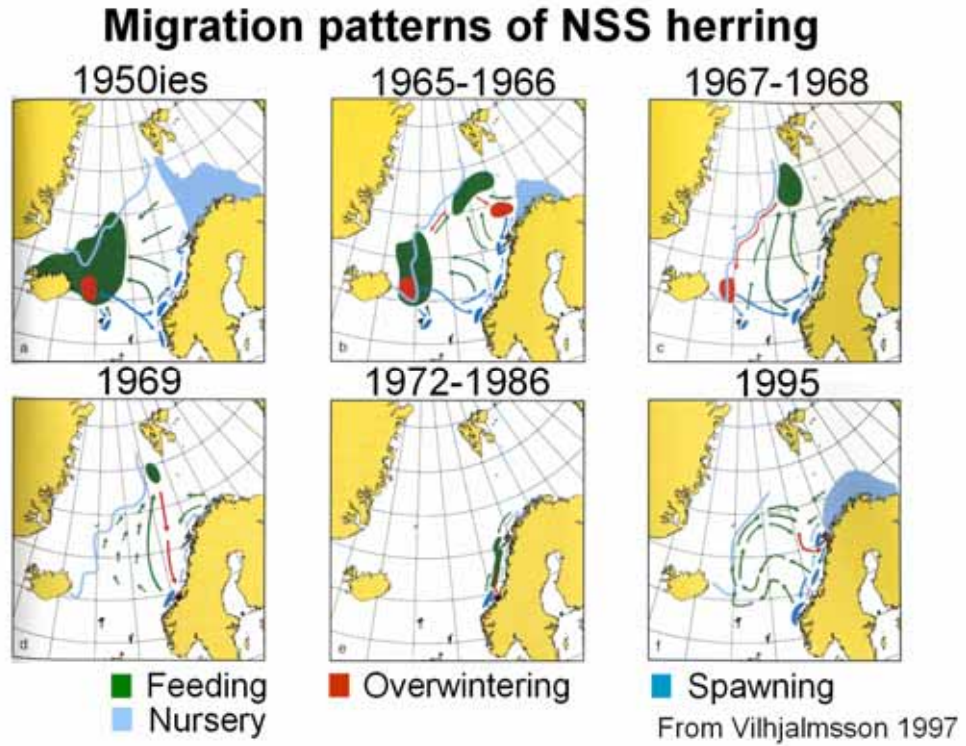 Migration patterns of NSS herring
1950ies 1965-1966 1967-1968
a b c
1969 1972-1986 1995
d e f
Feeding Overwintering Spawning
Nursery
From Vilhjalmsson 1997